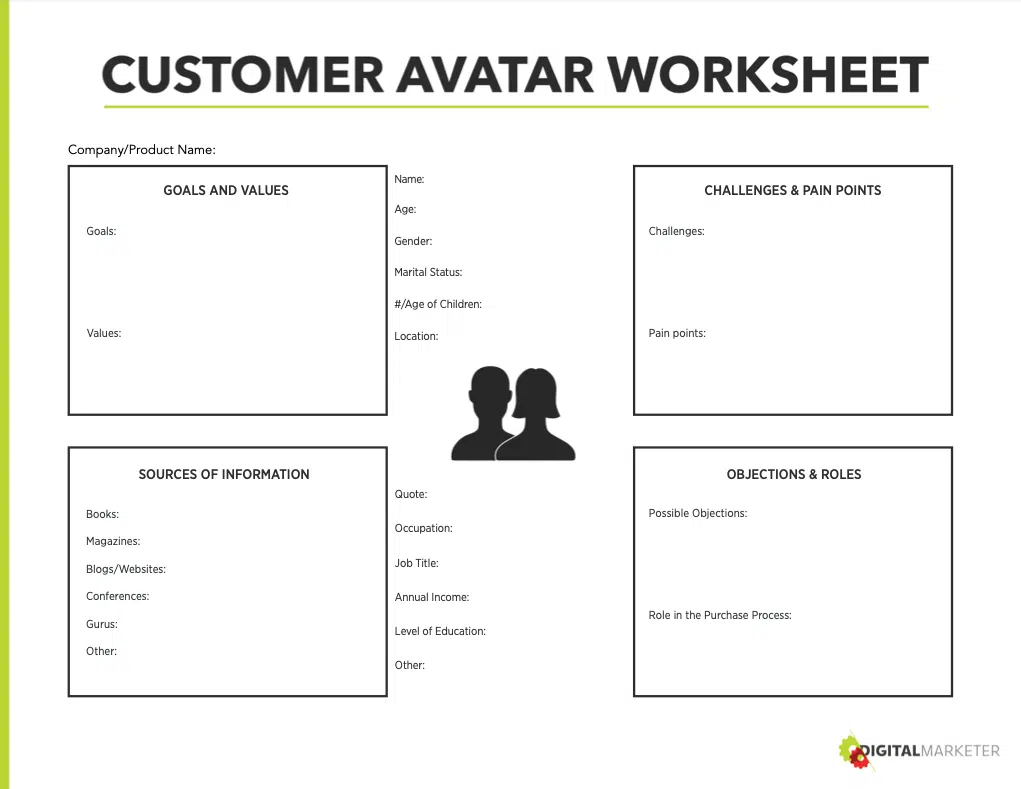 CUSTOMER AVATAR WORKSHEET
Company/Product Name:
GOALS AND VALUES
Goals:
Values:
Name:
Age:
Gender:
Marital Status:
#/Age of Children:
Location:
CHALLENGES & PAIN POINTS
Challenges:
Pain points:
SOURCES OF INFORMATION
Books:
Magazines:
Blogs/Websites:
Conferences:
Gurus:
Other:
Quote:
Occupation:
Job Title:
Annual Income:
Level of Education:
Other:
OBJECTIONS & ROLES
Possible Objections:
Role in the Purchase Process:
DIGITALMARKETER